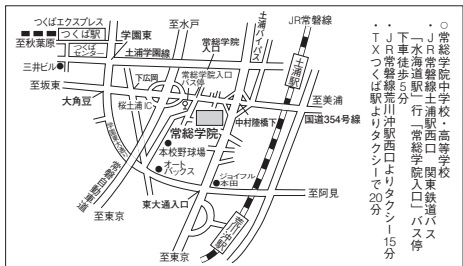 ○常総学院中学校・高等学校
・JR常磐線土浦駅西口 関東鉄道バス
「水海道駅」行「常総学院入口」バス停
下車徒歩5分
・JR常磐線荒川沖駅西口よりタクシー15分
・TXつくば駅よりタクシーで20分
つくばエクスプレス
至秋葉原
つくば駅
つくばセンター
学園東
至水戸
常総学院入口
土浦バイパス
JR常磐線
土浦駅
土浦学園線
三井ビル
下広岡
常総学院入口
バス停
至坂東
大角豆
桜土浦IC
至美浦
国道354号線
中村陸橋下
常総学院
本校野球場
オートバックス
ジョイフル本田
常磐自動車道
至阿見
東大通入口
荒川沖駅
至東京
至東京